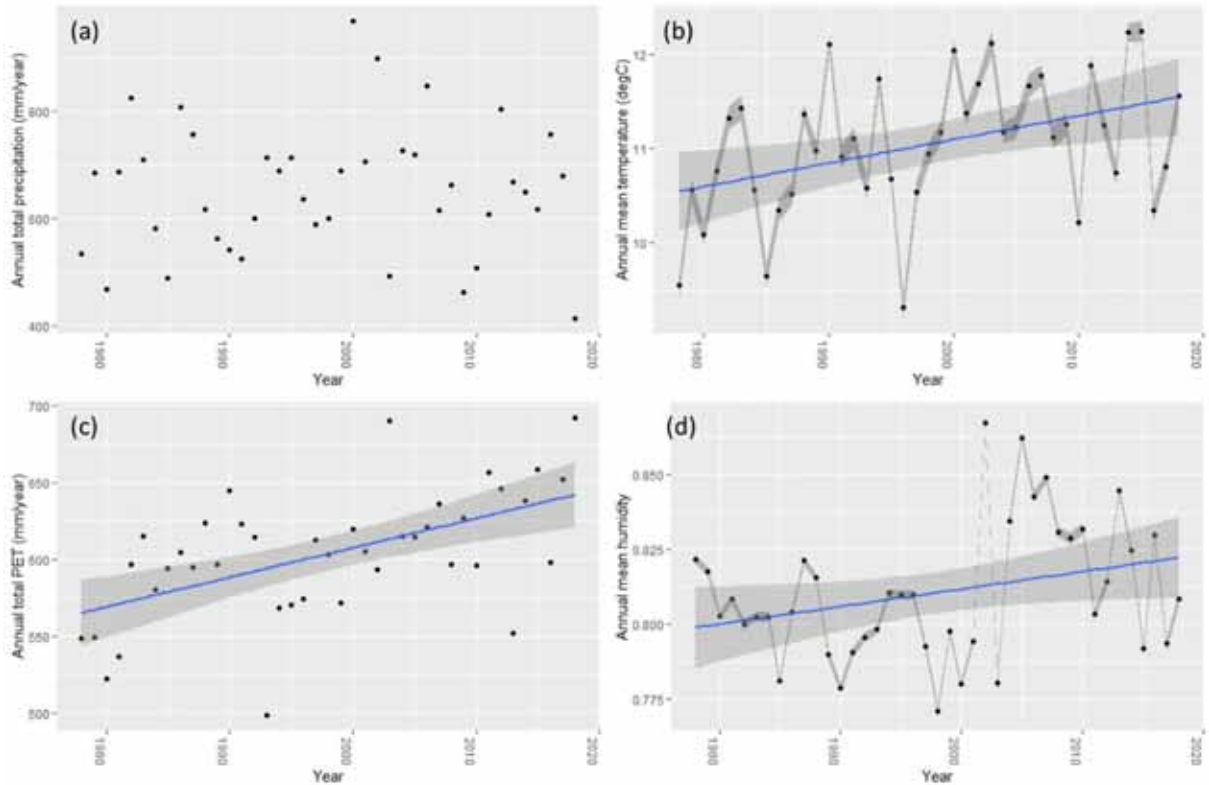 (a)
Annual total precipitation (mm/year)
600
500
400
1980
1990
2000
2010
2020
Year
(b)
Annual mean temperature (degC)
12
11
10
1980
1990
2000
2010
2020
Year
(c)
Annual total PET (mm/year)
700
650
600
550
500
1980
1990
2000
2010
2020
Year
(d)
Annual mean humidity
0.850
0.825
0.800
0.775
1980
1990
2000
2010
2020
Year